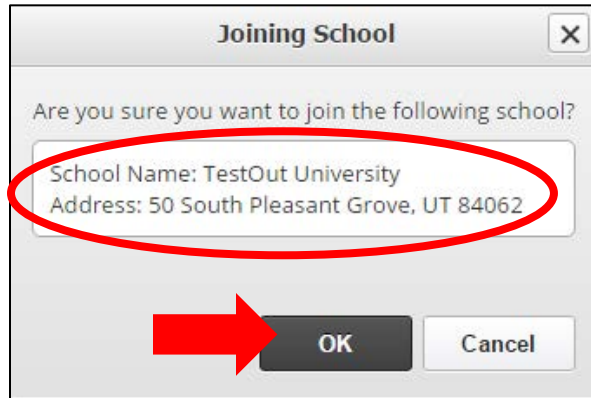 Joining School
Are you sure you want to join the following school?
School Name: TestOut University
Address: 50 South Pleasant Grove, UT 84062
OK Cancel